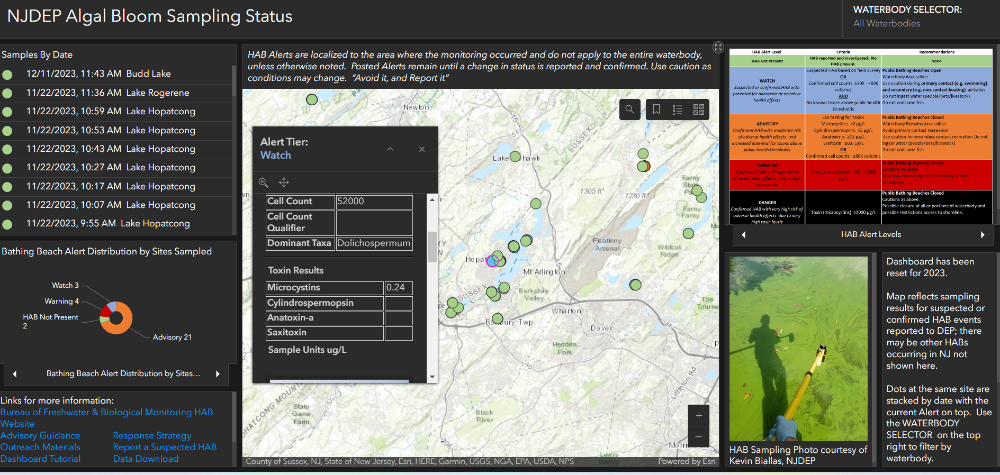 NJDEP Algal Bloom Sampling Status
WATERBODY SELECTOR:
All Waterbodies
Samples By Date
12/11/2023, 11:43 AM Budd Lake
11/22/2023, 11:36 AM Lake Rogerene
11/22/2023, 10:59 AM Lake Hopatcong
11/22/2023, 10:53 AM Lake Hopatcong
11/22/2023, 10:43 AM Lake Hopatcong
11/22/2023, 10:27 AM Lake Hopatcong
11/22/2023, 10:17 AM Lake Hopatcong
11/22/2023, 10:07 AM Lake Hopatcong
11/22/2023, 9:55 AM Lake Hopatcong
Bathing Beach Alert Distribution by Sites Sampled
Watch 3
Warning 4
HAB Not Present
2
Advisory 21
Bathing Beach Alert Distribution by Sites...
Links for more information:
Bureau of Freshwater & Biological Monitoring HAB
Website
Advisory Guidance Response Strategy
Outreach Materials Report a Suspected HAB
Dashboard Tutorial Data Download
HAB Alerts are localized to the area where the monitoring occurred and do not apply to the entire waterbody,
unless otherwise noted. Posted Alerts remain until a change in status is reported and confirmed. Use caution as
conditions may change. “Avoid it, and Report it”
Newton
517
SUSSEX
Lake
hawk
Farny
State
1305 ft
1230 ft
Farny
Farny
Mo
Picatinny
Arsenal
Wildcat
Ridge
Hopat
15
Mt Arlington
SUSSEX
Berkshire
Valley
The
Tourne
Wharton
bury Twp
Dover
46
Hedden
Park
10
Littleton Rd
HATCONG MOUNT
State
Game
Farm
Black
River
206
Morris
Lewis
Morris
Alert Tier:
Watch
Cell Count 52000
Cell Count
Qualifier
Dominant Taxa Dolichospermum
Toxin Results
Microcystins 0.24
Cylindrospermopsin
Anatoxin-a
Saxitoxin
Sample Units ug/L
+
−
County of Sussex, NJ, State of New Jersey, Esri, HERE, Garmin, USGS, NGA, EPA, USDA, NPS
Powered by Esri
HAB Alert Level Criteria Recommendations
HAB Not Present
HAB reported and investigated. No
HAB present.
None
WATCH
Suspected or confirmed HAB with
potential for allergenic or irritative
health effects
Suspected HAB based on field survey
OR
Confirmed cell counts ≥20K - <80K
cells/mL
AND
No known toxins above public health
thresholds
Public Bathing Beaches Open
Waterbody Accessible:
Use caution during primary contact (e.g. swimming)
and secondary (e.g. non-contact boating) activities
Do not ingest water (people/pets/livestock)
Do not consume fish
ADVISORY
Confirmed HAB with moderate risk
of adverse health effects and
increased potential for toxins above
public health thresholds
Lab testing for toxins
Microcystins: ≥2 µg/L
Cylindrospermopsin: ≥5 µg/L
Anatoxin-a: ≥15 µg/L
Saxitoxin: ≥0.6 µg/L
OR
Confirmed cell counts ≥80K cells/mL
Public Bathing Beaches Closed
Waterbody Remains Accessible:
Avoid primary contact recreation
Use caution for secondary contact recreation Do not
ingest water (people/pets/livestock)
Do not consume fish
WARNING
Confirmed HAB with high risk of
adverse health effects due to high
toxin levels
Toxin (microcystins) ≥20 - <2000
µg/L
Public Bathing Beaches Closed
Cautions as above
May recommend against secondary contact
recreation.
DANGER
Confirmed HAB with very high risk of
adverse health effects due to very
high toxin levels
Toxin (microcystins) ≥2000 µg/L
Public Bathing Beaches Closed
Cautions as above.
Possible closure of all or portions of waterbody and
possible restrictions access to shoreline.
HAB Alert Levels
HAB Sampling Photo courtesy of
Kevin Biallas, NJDEP
Dashboard has been
reset for 2023.
Map reflects sampling
results for suspected or
confirmed HAB events
reported to DEP; there
may be other HABs
occurring in NJ not
shown here.
Dots at the same site are
stacked by date with the
current Alert on top. Use
the WATERBODY
SELECTOR on the top
right to filter by
waterbody.